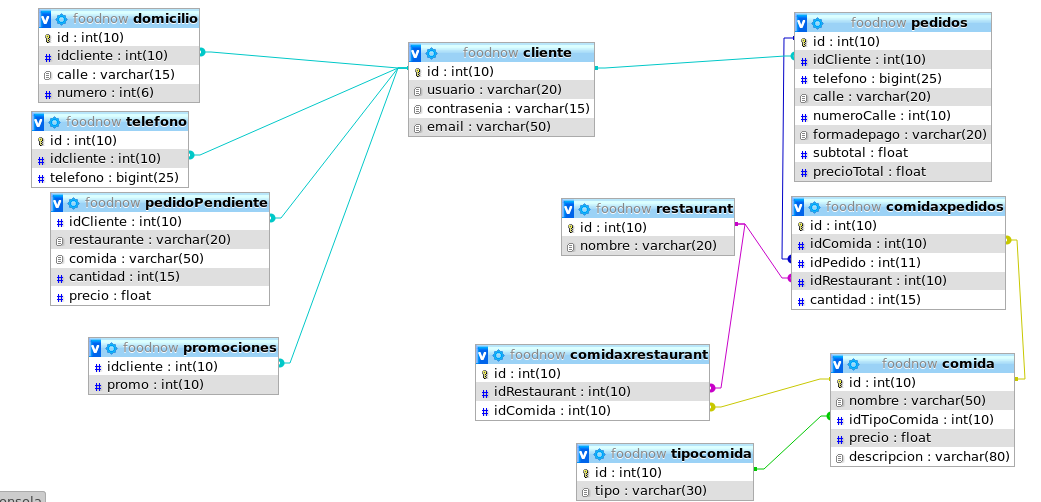 foodnow domicilio
id : int(10)
idcliente : int(10)
calle : varchar(15)
numero : int(6)
foodnow telefono
id : int(10)
idcliente : int(10)
telefono : bigint(25)
foodnow pedidoPendiente
idCliente : int(10)
restaurante : varchar(20)
comida : varchar(50)
cantidad : int(15)
precio : float
foodnow promociones
idcliente : int(10)
promo : int(10)
foodnow cliente
id : int(10)
usuario : varchar(20)
contrasenia : varchar(15)
email : varchar(50)
foodnow pedidos
id : int(10)
idCliente : int(10)
telefono : bigint(25)
calle : varchar(20)
numeroCalle : int(10)
formadepago : varchar(20)
subtotal : float
precioTotal : float
foodnow restaurant
id : int(10)
nombre : varchar(20)
foodnow comidaxpedidos
id : int(10)
idComida : int(10)
idPedido : int(11)
idRestaurant : int(10)
cantidad : int(15)
foodnow comidaxrestaurant
id : int(10)
idRestaurant : int(10)
idComida : int(10)
foodnow comida
id : int(10)
nombre : varchar(50)
idTipoComida : int(10)
precio : float
descripcion : varchar(80)
foodnow tipocomida
id : int(10)
tipo : varchar(30)